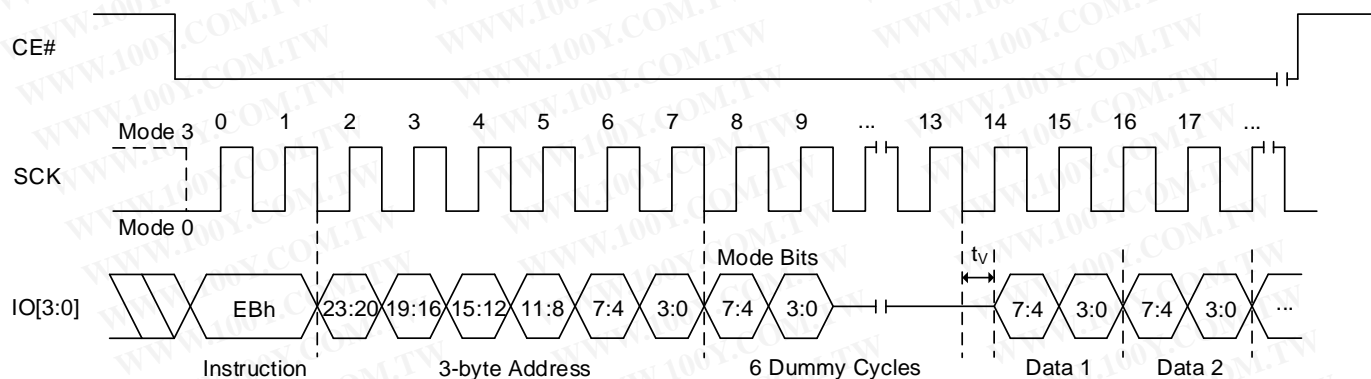 CE#
Mode 3
0 1 2 3 4 5 6 7 8 9 ... 13 14 15 16 17 ...
SCK
Mode 0
Mode Bits
tV
IO[3:0]
EBh 23:20 19:16 15:12 11:8 7:4 3:0 7:4 3:0 7:4 3:0 7:4 3:0 ...
Instruction 3-byte Address 6 Dummy Cycles Data 1 Data 2
WWW.100Y.COM.TW